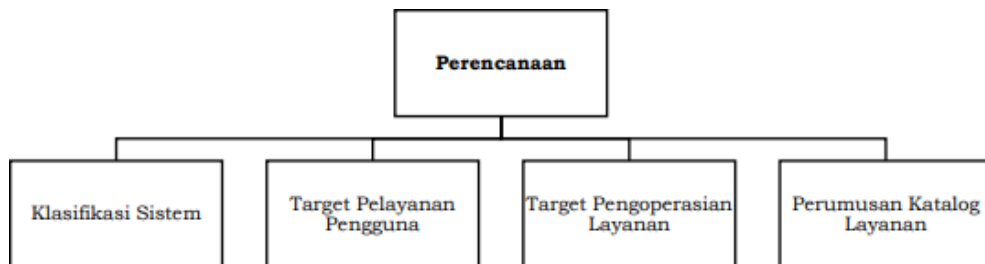 Perencanaan
Klasifikasi Sistem
Target Pelayanan
Pengguna
Target Pengoperasian
Layanan
Perumusan Katalog
Layanan